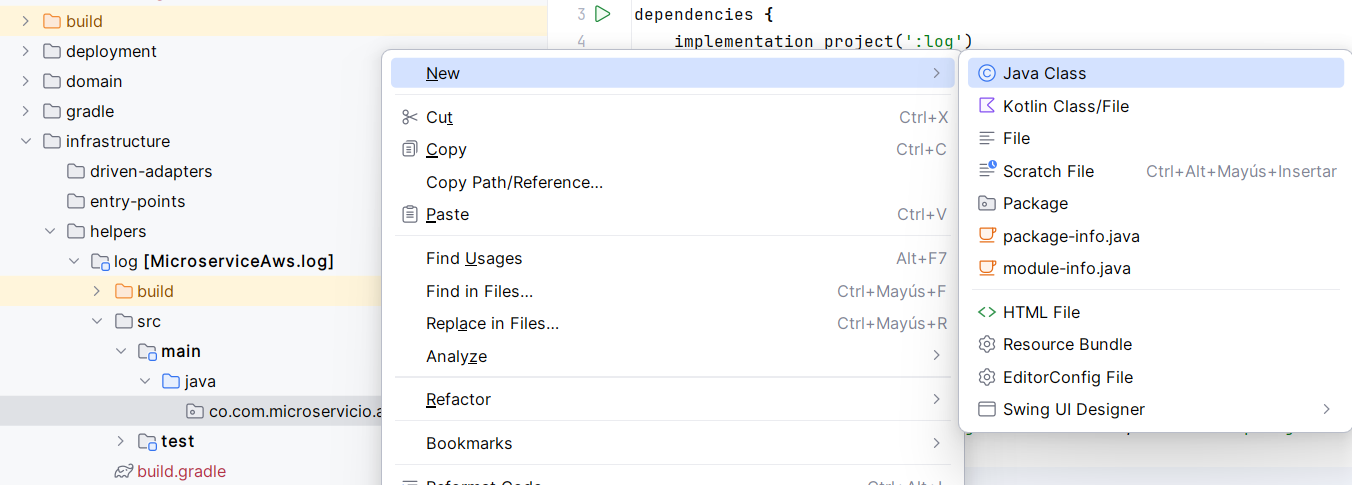 build
deployment
domain
gradle
infrastructure
driven-adapters
entry-points
helpers
log [MicroserviceAws.log]
build
src
main
java
co.com.microservicio.a
test
build.gradle
3 dependencies {
4 implementation project(':log')
New
Cut Ctrl+X
Copy Ctrl+C
Copy Path/Reference...
Paste Ctrl+V
Find Usages Alt+F7
Find in Files... Ctrl+Mayús+F
Replace in Files... Ctrl+Mayús+R
Analyze
Refactor
Bookmarks
Reformat Code Ctrl+Alt+L
Java Class
Kotlin Class/File
File
Scratch File Ctrl+Alt+Mayús+Insertar
Package
package-info.java
module-info.java
HTML File
Resource Bundle
EditorConfig File
Swing UI Designer